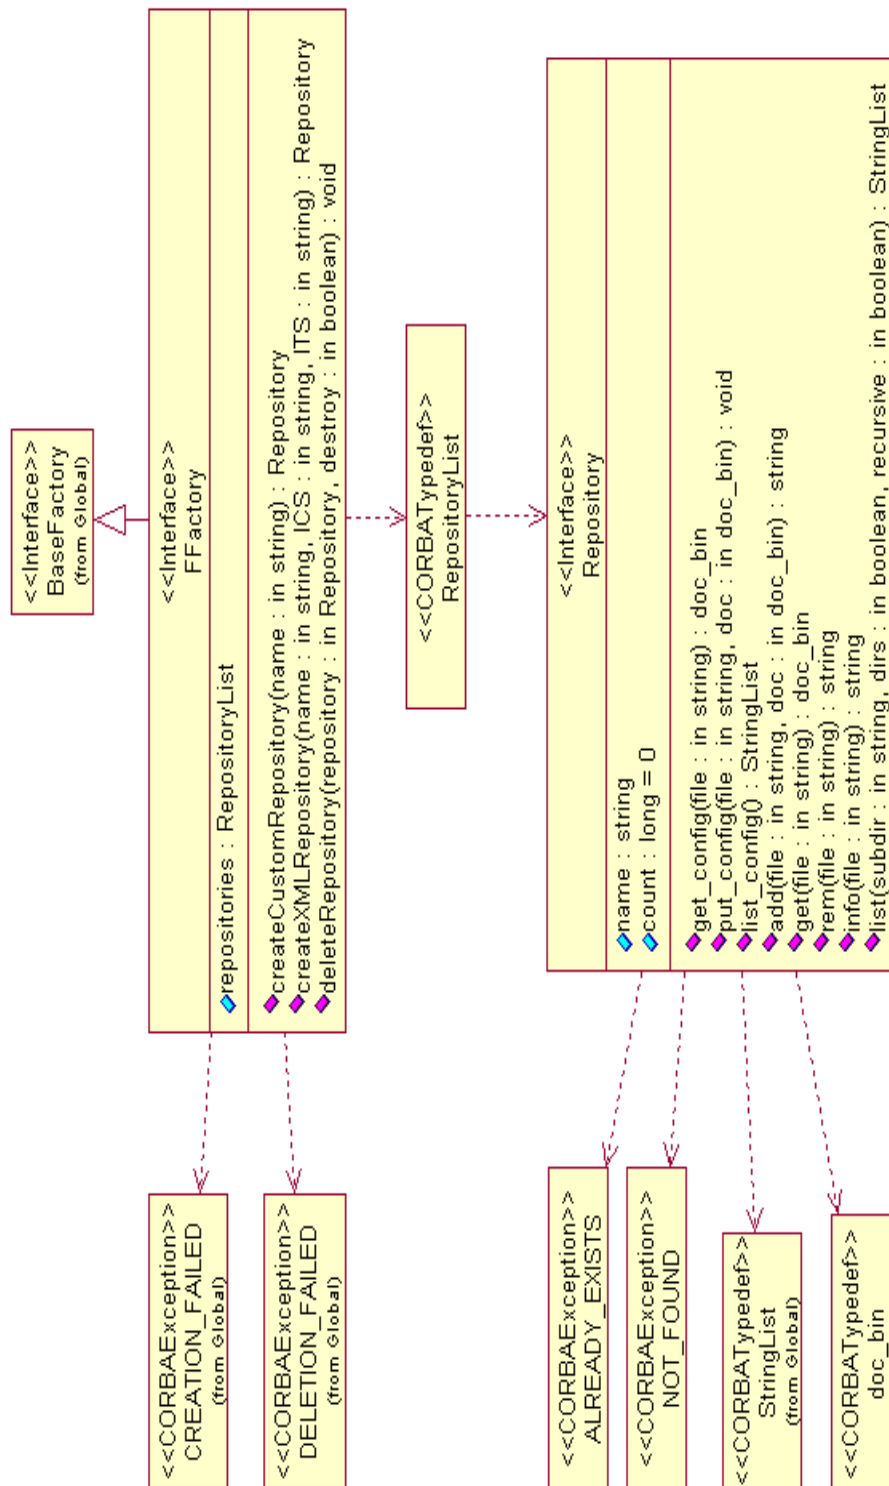 <<Interface>>
BaseFactory
(from Global)
<<Interface>>
FFactory
repositories : RepositoryList
createCustomRepository(name : in string) : Repository
createXMLRepository(name : in string, ICS : in string, ITS : in string) : Repository
deleteRepository(repository : in Repository, destroy : in boolean) : void
<<CORBAException>>
CREATION_FAILED
(from Global)
<<CORBAException>>
DELETION_FAILED
(from Global)
<<CORBATypedef>>
RepositoryList
<<Interface>>
Repository
name : string
count : long = 0
get_config(file : in string) : doc_bin
put_config(file : in string, doc : in doc_bin) : void
list_config() : StringList
add(file : in string, doc : in doc_bin) : string
get(file : in string) : doc_bin
rem(file : in string) : string
info(file : in string) : string
list(subdir : in string, dirs : in boolean, recursive : in boolean) : StringList
<<CORBAException>>
ALREADY_EXISTS
<<CORBAException>>
NOT_FOUND
<<CORBATypedef>>
StringList
(from Global)
<<CORBATypedef>>
doc_bin